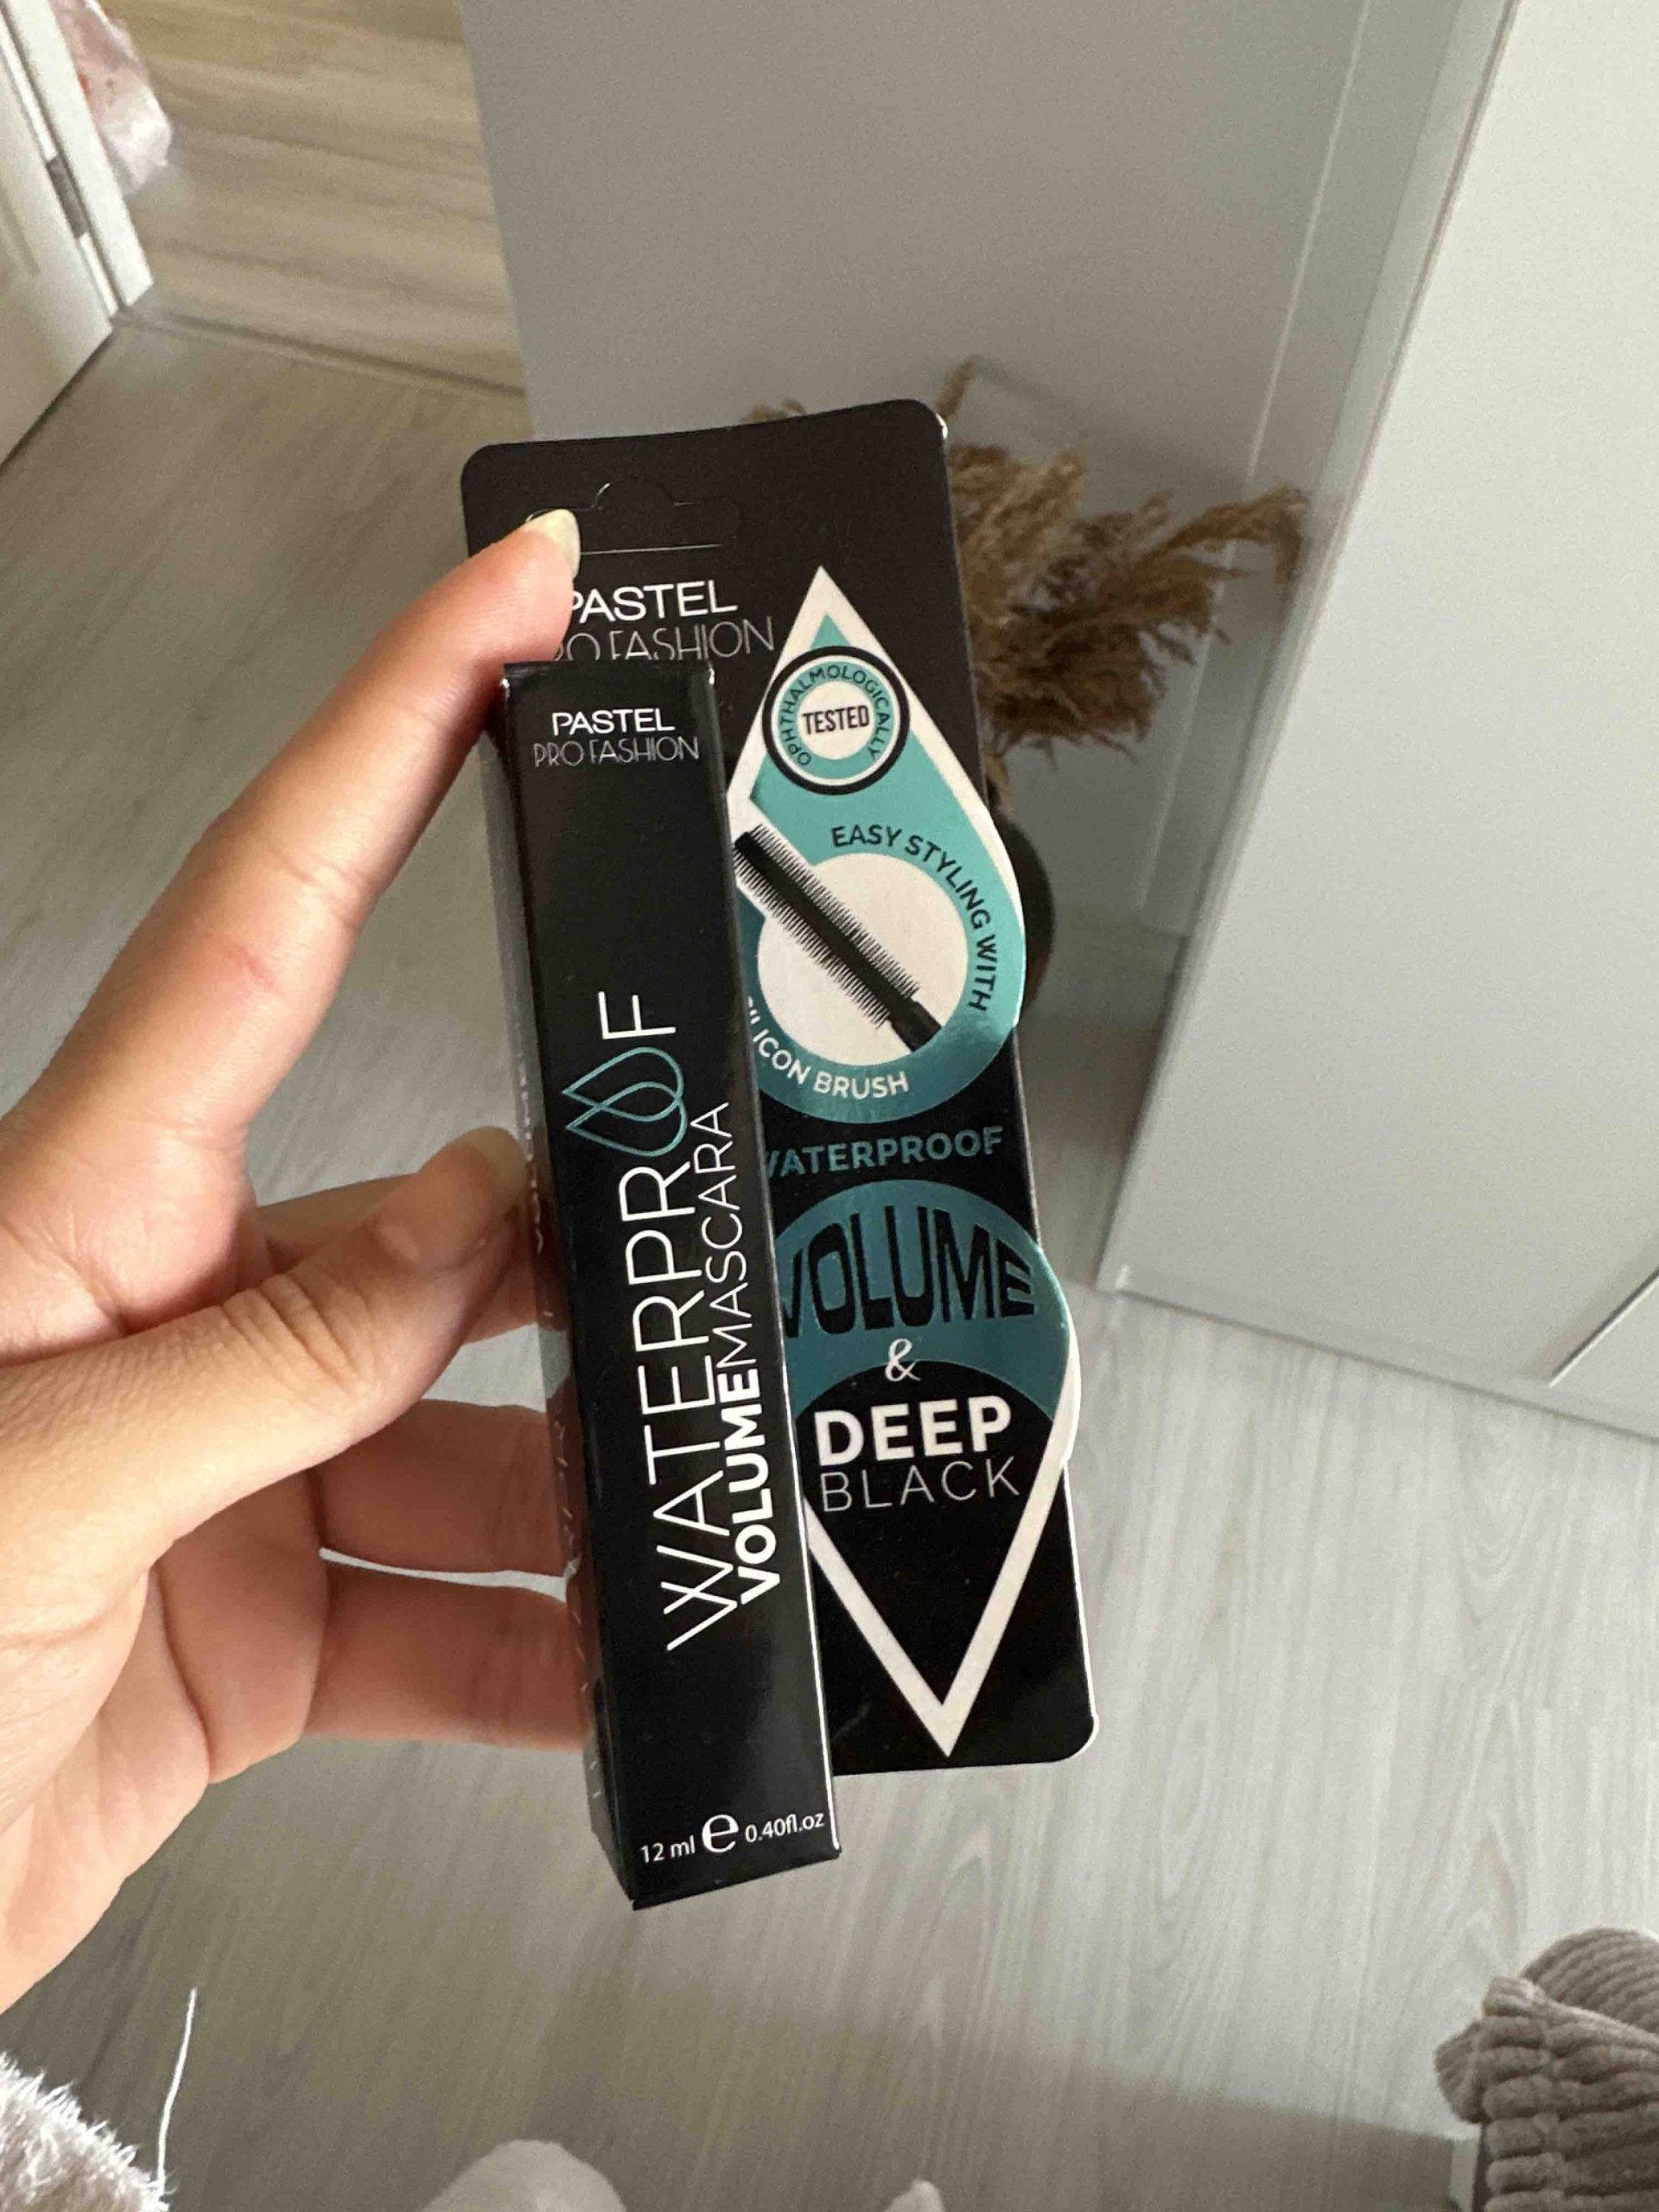 PASTEL
PRO FASHION
OPHTHALMOLOGICALLY
TESTED
EASY STYLING WITH
SILICON BRUSH
WATERPROOF
VOLUME
&
DEEP
BLACK
PASTEL
PRO FASHION
WATERPROOF
VOLUMEMASCARA
12 ml e 0.40fl.oz